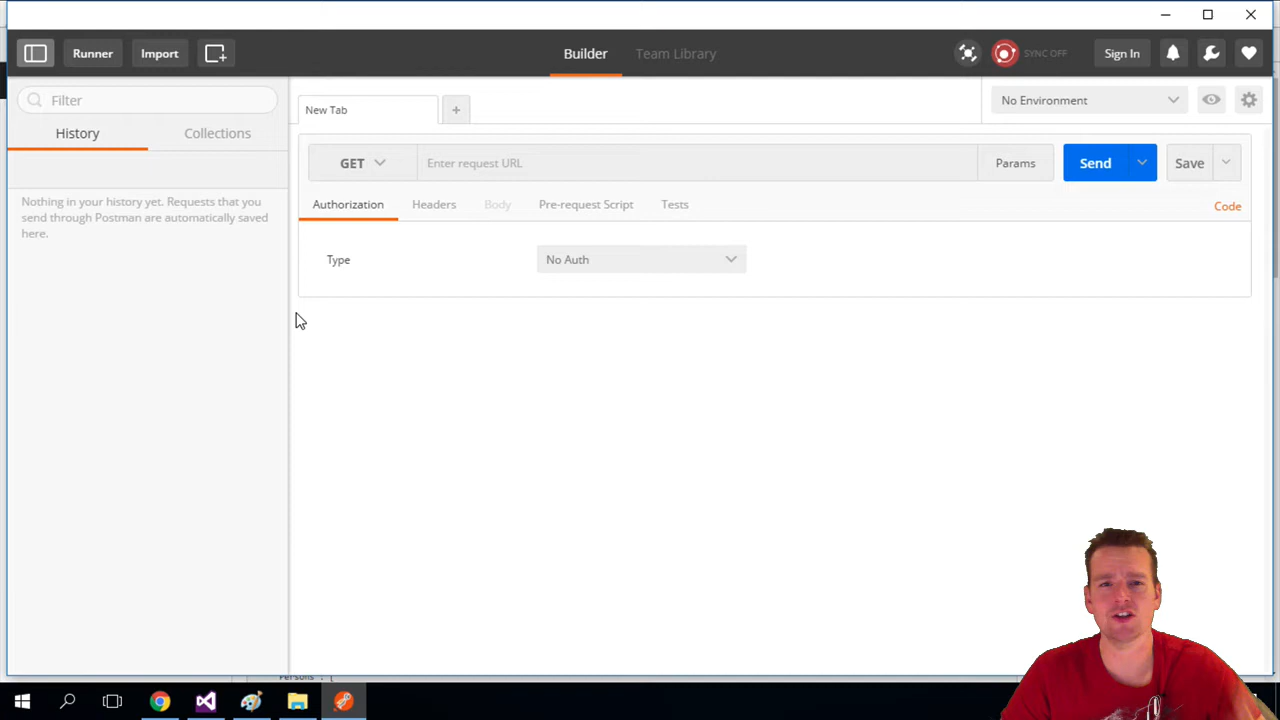 Runner
Import
Builder
Team Library
SYNC OFF
Sign In
Filter
History
Collections
Nothing in your history yet. Requests that you
send through Postman are automatically saved
here.
New Tab
+
No Environment
GET
Enter request URL
Params
Send
Save
Authorization
Headers
Body
Pre-request Script
Tests
Code
Type
No Auth